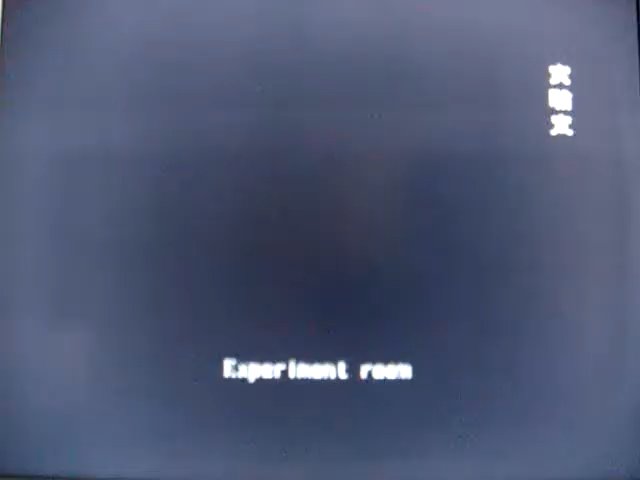 実験室
Experiment room